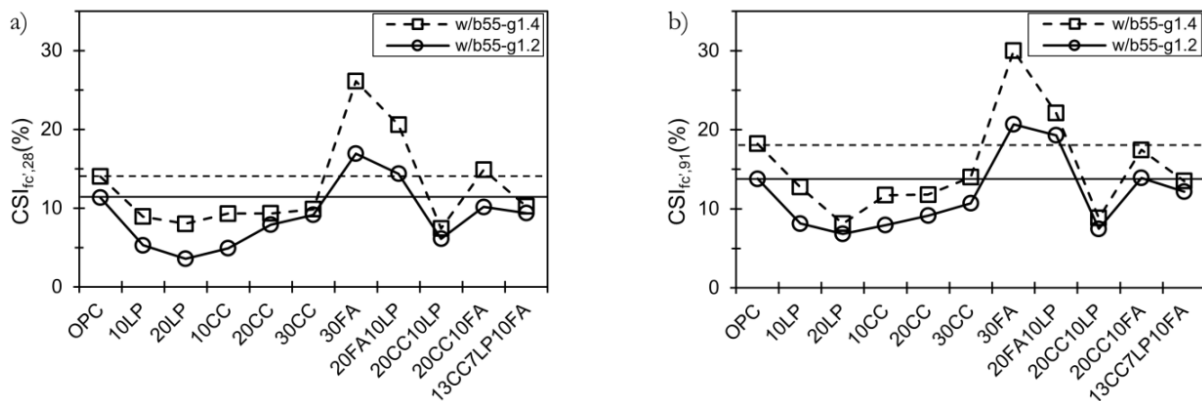 a)
CSIfc',28(%)
30
20
10
0
w/b55-g1.4
w/b55-g1.2
OPC
10LP
20LP
10CC
20CC
30CC
30FA
20FA10LP
20CC10LP
20CC10FA
13CC7LP10FA
b)
CSIfc',91(%)
30
20
10
0
w/b55-g1.4
w/b55-g1.2
OPC
10LP
20LP
10CC
20CC
30CC
30FA
20FA10LP
20CC10LP
20CC10FA
13CC7LP10FA